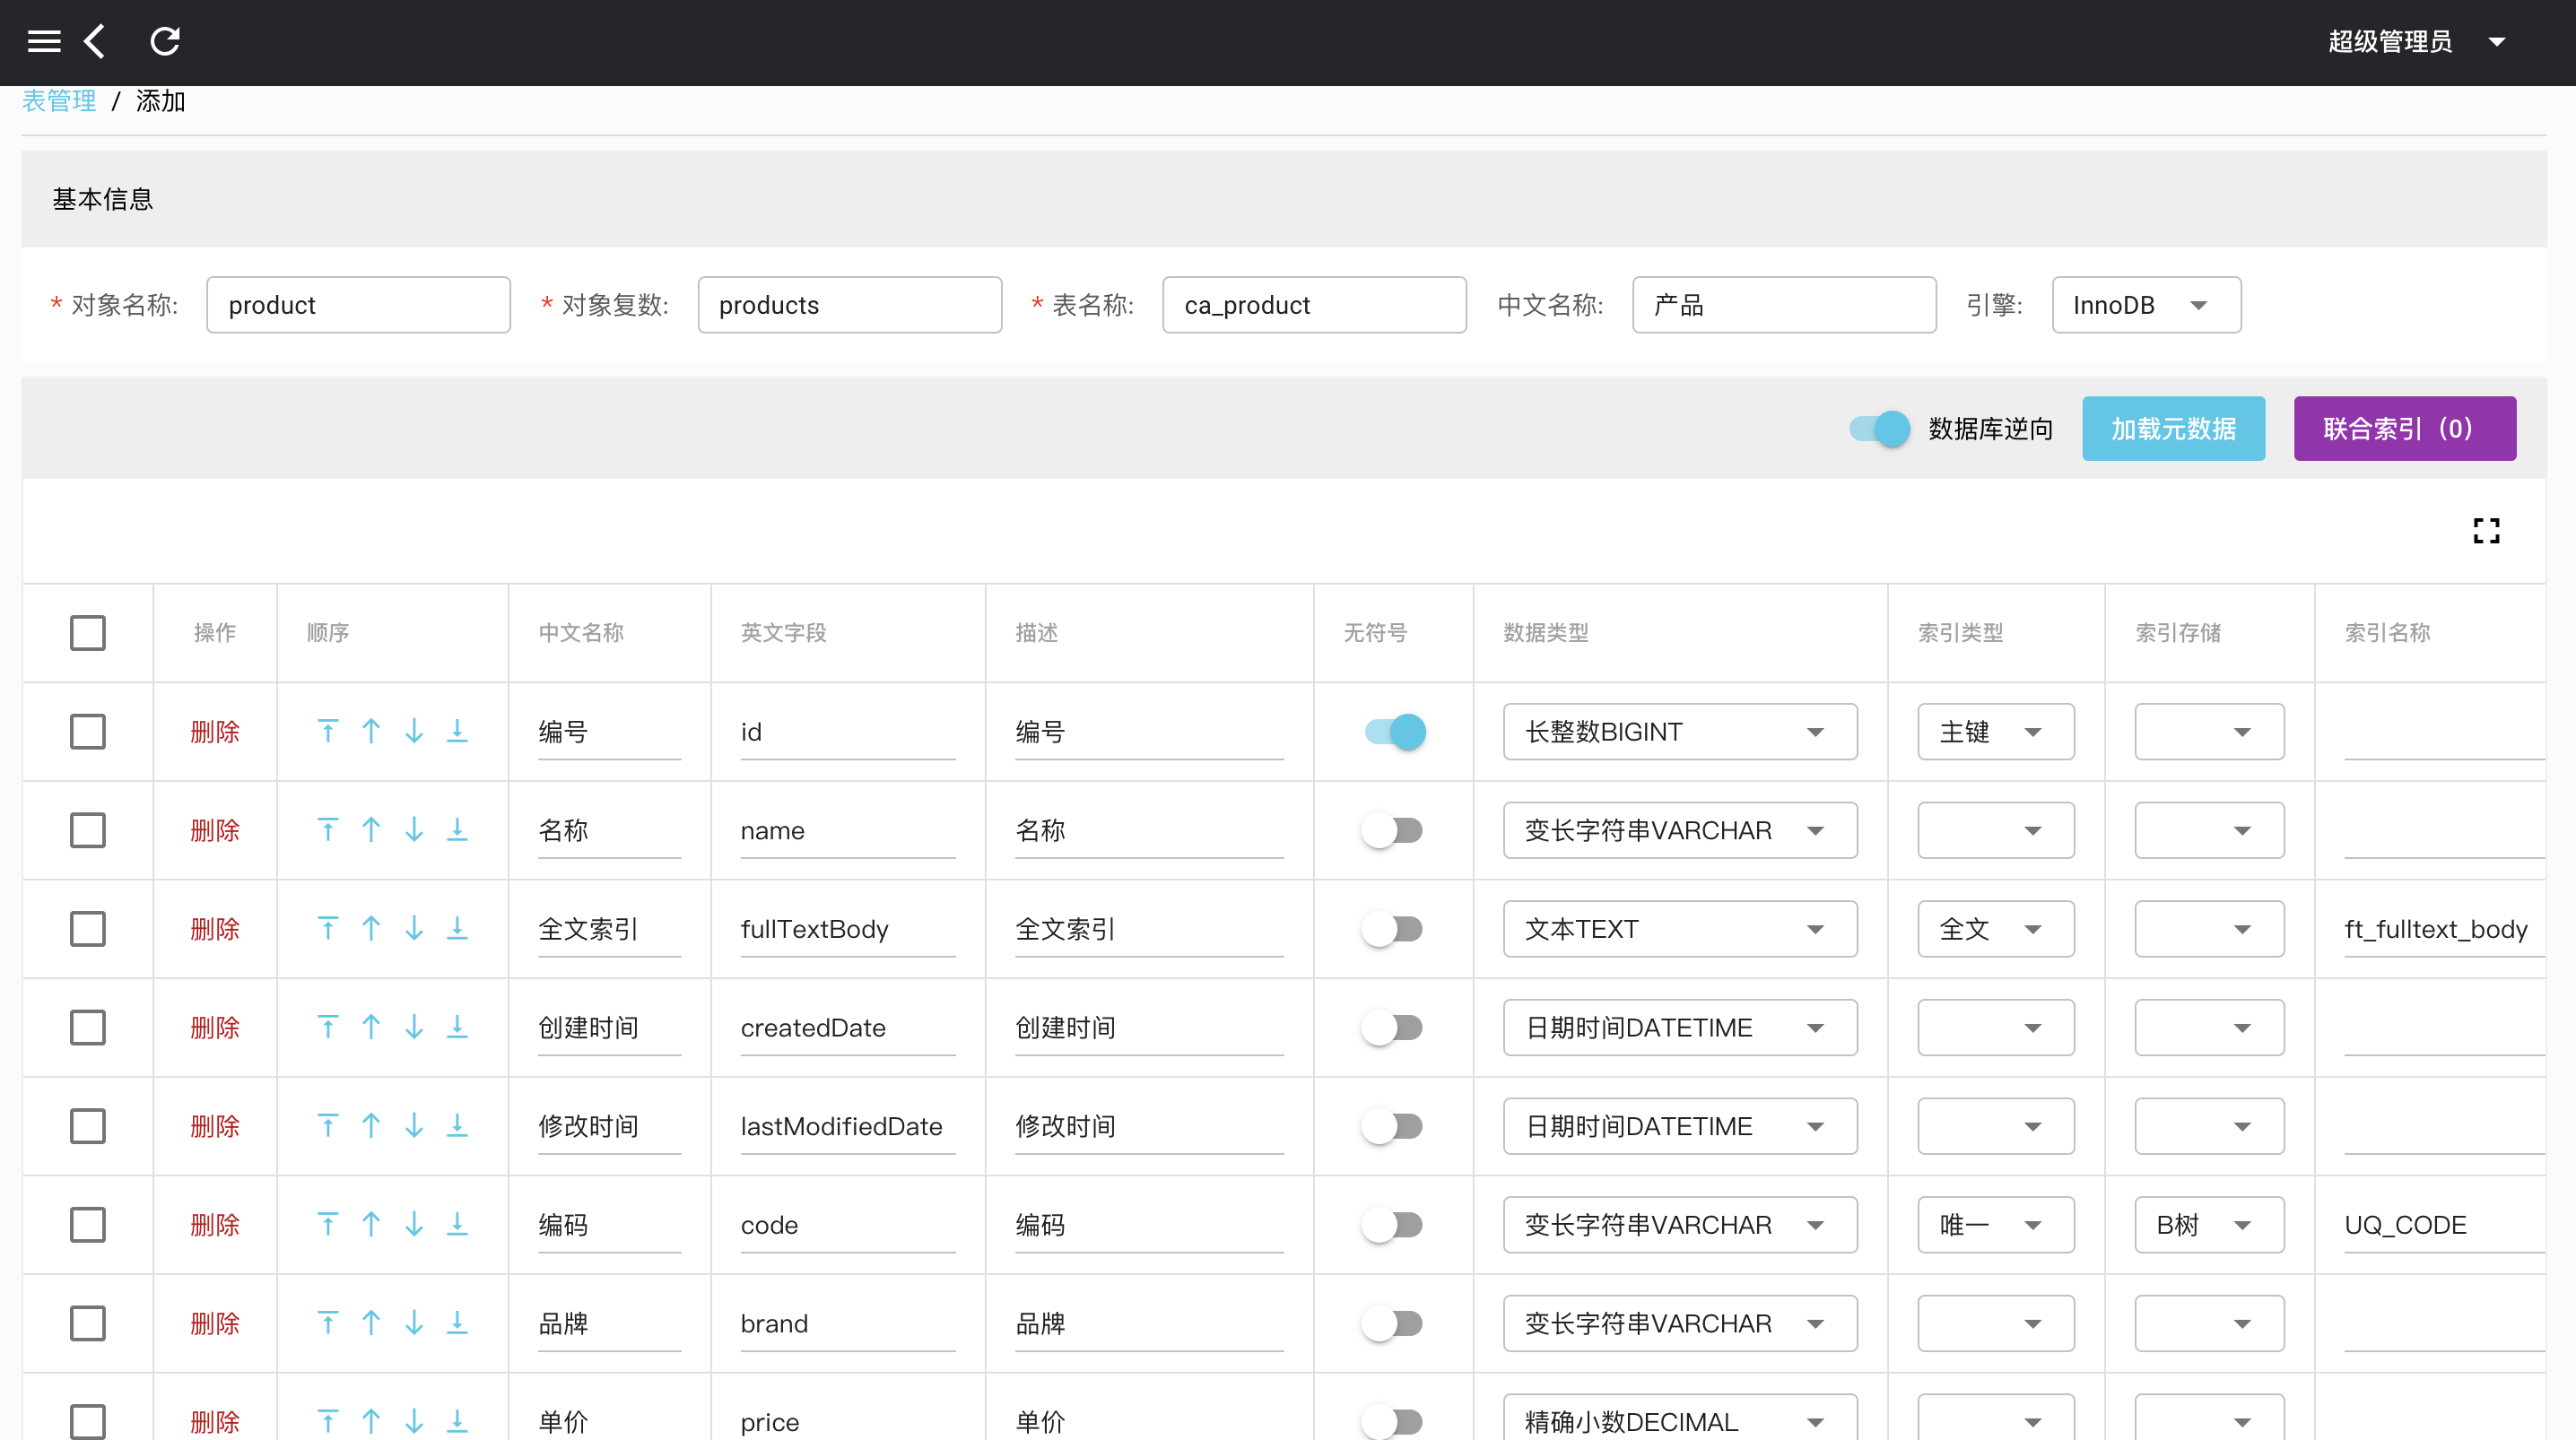 超级管理员
表管理 / 添加
基本信息
* 对象名称: product * 对象复数: products * 表名称: ca_product 中文名称: 产品 引擎: InnoDB
数据库逆向 加载元数据 联合索引（0）
操作 顺序 中文名称 英文字段 描述 无符号 数据类型 索引类型 索引存储 索引名称
删除 编号 id 编号 长整数BIGINT 主键
删除 名称 name 名称 变长字符串VARCHAR
删除 全文索引 fullTextBody 全文索引 文本TEXT 全文 ft_fulltext_body
删除 创建时间 createdDate 创建时间 日期时间DATETIME
删除 修改时间 lastModifiedDate 修改时间 日期时间DATETIME
删除 编码 code 编码 变长字符串VARCHAR 唯一 B树 UQ_CODE
删除 品牌 brand 品牌 变长字符串VARCHAR
删除 单价 price 单价 精确小数DECIMAL